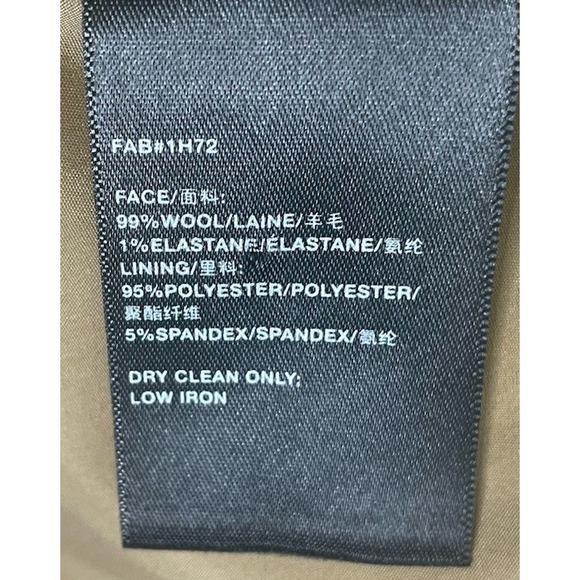 FAB#1H72
FACE/面料:
99%WOOL/LAINE/羊毛
1%ELASTANE/ÉLASTANE/氨纶
LINING/里料:
95%POLYESTER/POLYESTER/
聚酯纤维
5%SPANDEX/SPANDEX/氨纶
DRY CLEAN ONLY;
LOW IRON